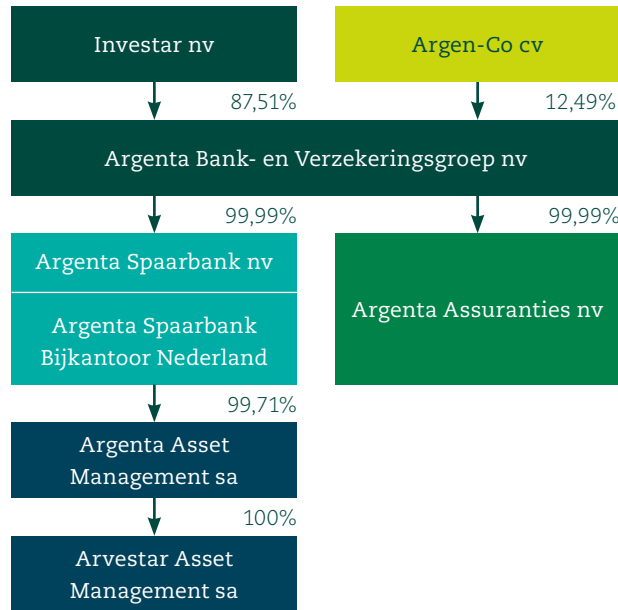 Investar nv
Argen-Co cv
87,51%
12,49%
Argenta Bank- en Verzekeringsgroep nv
99,99%
99,99%
Argenta Spaarbank nv
Argenta Spaarbank
Bijkantoor Nederland
Argenta Assuranties nv
99,71%
Argenta Asset
Management sa
100%
Arvestar Asset
Management sa